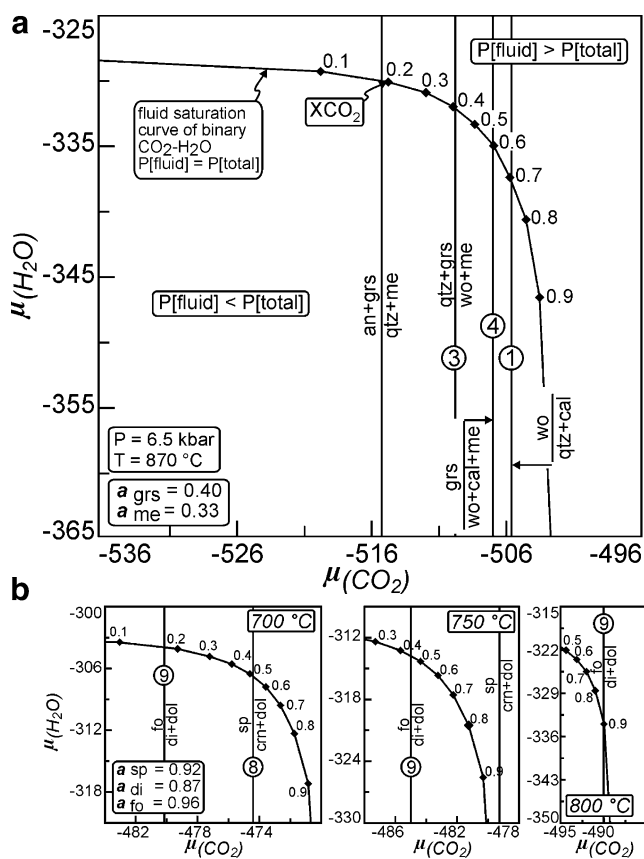 a
-325
-335
-345
-355
-365
μ(H2O)
0.1
0.2
0.3
0.4
0.5
0.6
0.7
0.8
0.9
P[fluid] > P[total]
fluid saturation
curve of binary
CO2-H2O
P[fluid] = P[total]
XCO2
P[fluid] < P[total]
an+grs
qtz+me
qtz+grs
wo+me
3
4
1
grs
wo+cal+me
wo
qtz+cal
P = 6.5 kbar
T = 870 °C
a grs = 0.40
a me = 0.33
-536
-526
-516
-506
-496
μ(CO2)
b
-300
-306
-312
-318
μ(H2O)
700 °C
0.1
0.2
0.3
0.4
0.5
0.6
0.7
0.8
0.9
9
fo
di+dol
sp
crn+dol
8
a sp = 0.92
a di = 0.87
a fo = 0.96
-482
-478
-474
μ(CO2)
-312
-318
-324
-330
750 °C
0.3
0.4
0.5
0.6
0.7
0.8
0.9
fo
di+dol
9
sp
crn+dol
-486
-482
-478
μ(CO2)
-315
-322
-329
-336
-343
-350
9
0.5
0.6
0.7
0.8
0.9
fo
di+dol
800 °C
-495
-490
μ(CO2)